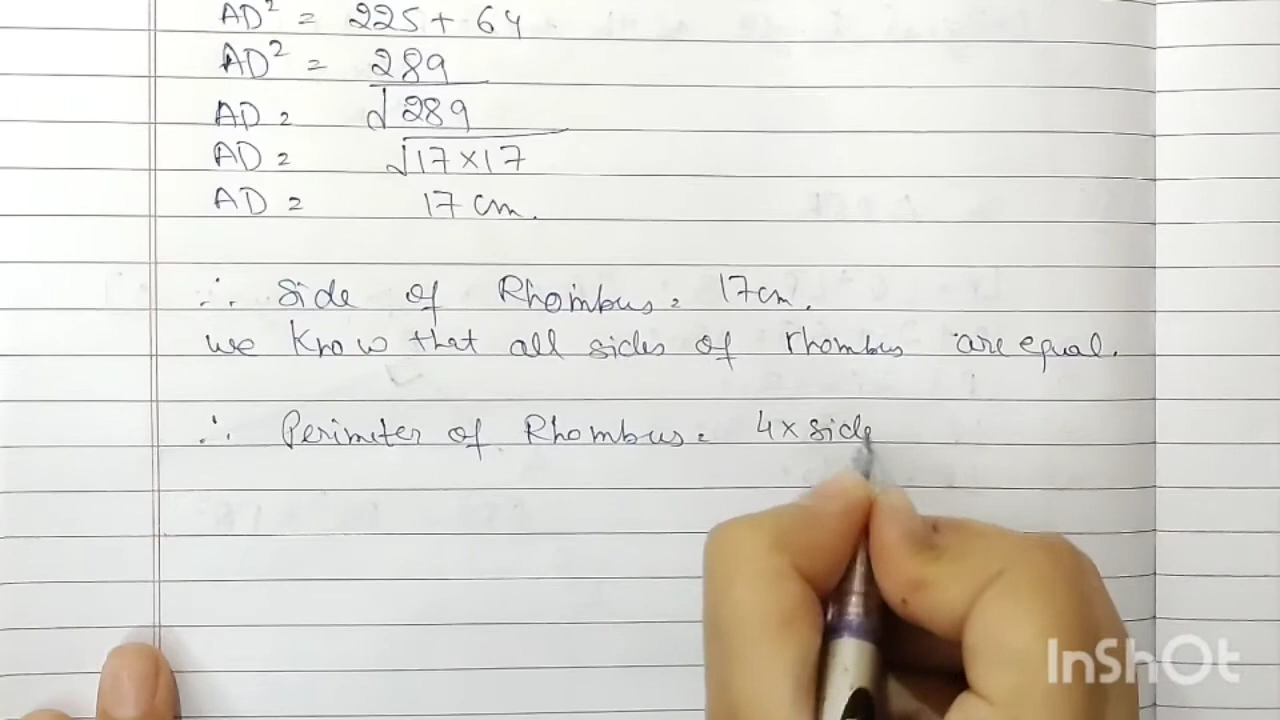 AD² = 225 + 64
AD² = 289
AD = √289
AD = √17×17
AD = 17 cm.
∴ Side of Rhombus = 17cm.
we know that all sides of rhombus are equal.
∴ Perimeter of Rhombus = 4× side
InShOt